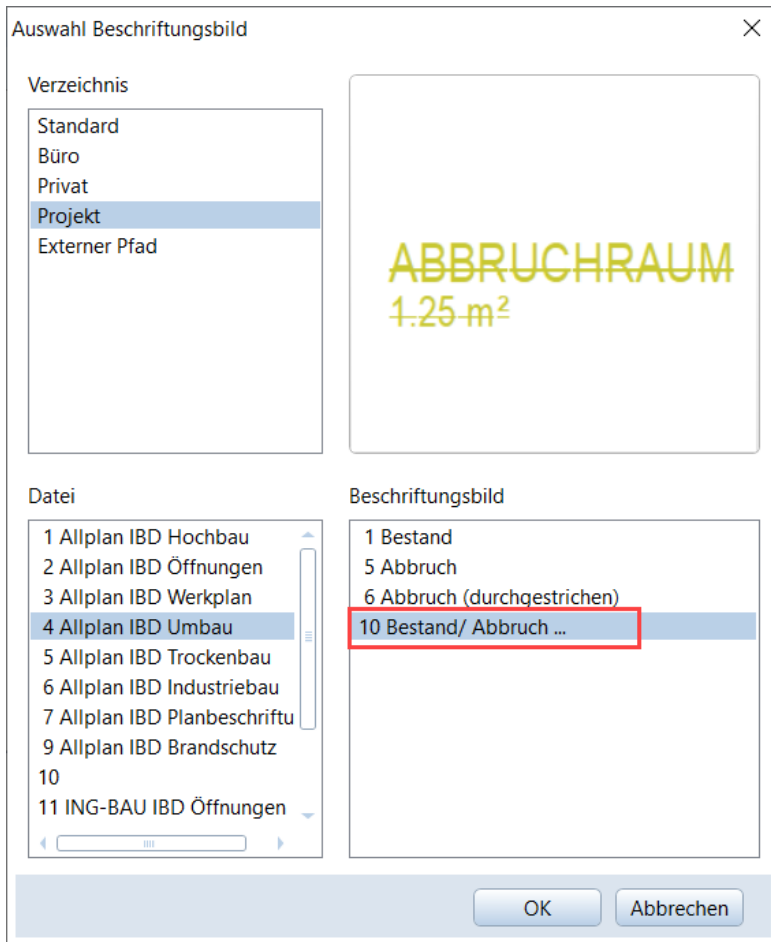 Auswahl Beschriftungsbild
Verzeichnis
Standard
Büro
Privat
Projekt
Externer Pfad
ABBRUCHRAUM
1.25 m²
Datei
1 Allplan IBD Hochbau
2 Allplan IBD Öffnungen
3 Allplan IBD Werkplan
4 Allplan IBD Umbau
5 Allplan IBD Trockenbau
6 Allplan IBD Industriebau
7 Allplan IBD Planbeschriftu
9 Allplan IBD Brandschutz
10
11 ING-BAU IBD Öffnungen
Beschriftungsbild
1 Bestand
5 Abbruch
6 Abbruch (durchgestrichen)
10 Bestand/ Abbruch ...
OK
Abbrechen